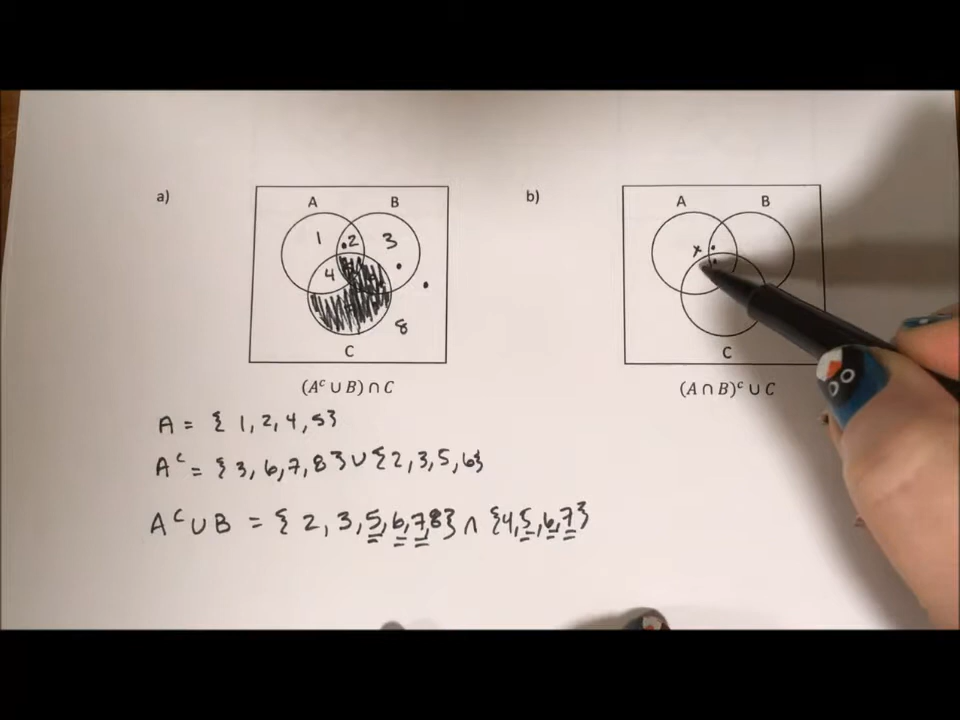 a)
A B
1 2 3
4
8
C
(Aᶜ ∪ B) ∩ C
b)
A B
x
C
(A ∩ B)ᶜ ∪ C
A = { 1, 2, 4, 5}
Aᶜ = { 3, 6, 7, 8 } ∪ {2, 3, 5, 6}
Aᶜ ∪ B = { 2, 3, 5, 6, 7, 8} ∩ {4, 5, 6, 7}